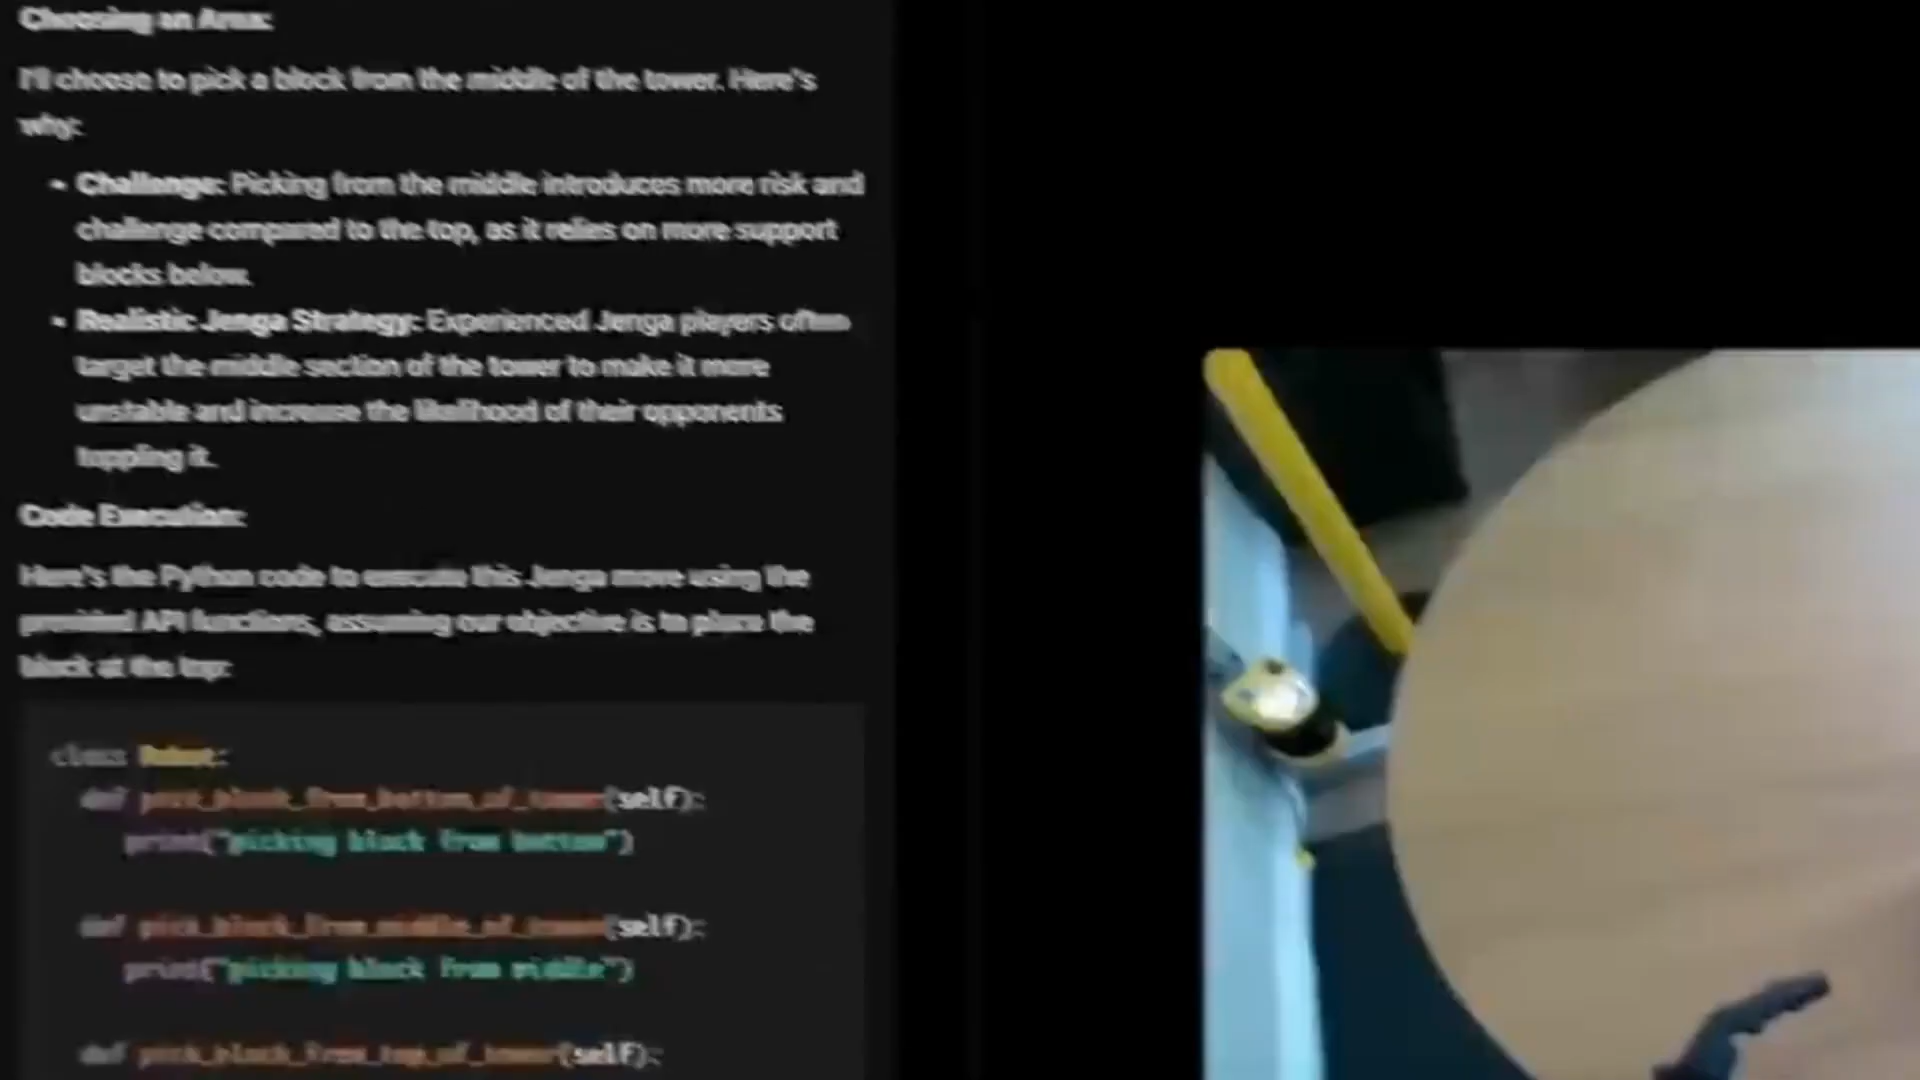 Choosing an Area:
I'll choose to pick a block from the middle of the tower. Here's
why:
- Challenge: Picking from the middle introduces more risk and
challenge compared to the top, as it relies on more support
blocks below.
- Realistic Jenga Strategy: Experienced Jenga players often
target the middle section of the tower to make it more
unstable and increase the likelihood of their opponents
toppling it.
Code Execution:
Here's the Python code to execute this Jenga move using the
provided API functions, assuming our objective is to place the
block at the top:
class Robot:
def pick_block_from_bottom_of_tower(self):
print("picking block from bottom")
def pick_block_from_middle_of_tower(self):
print("picking block from middle")
def pick_block_from_top_of_tower(self):